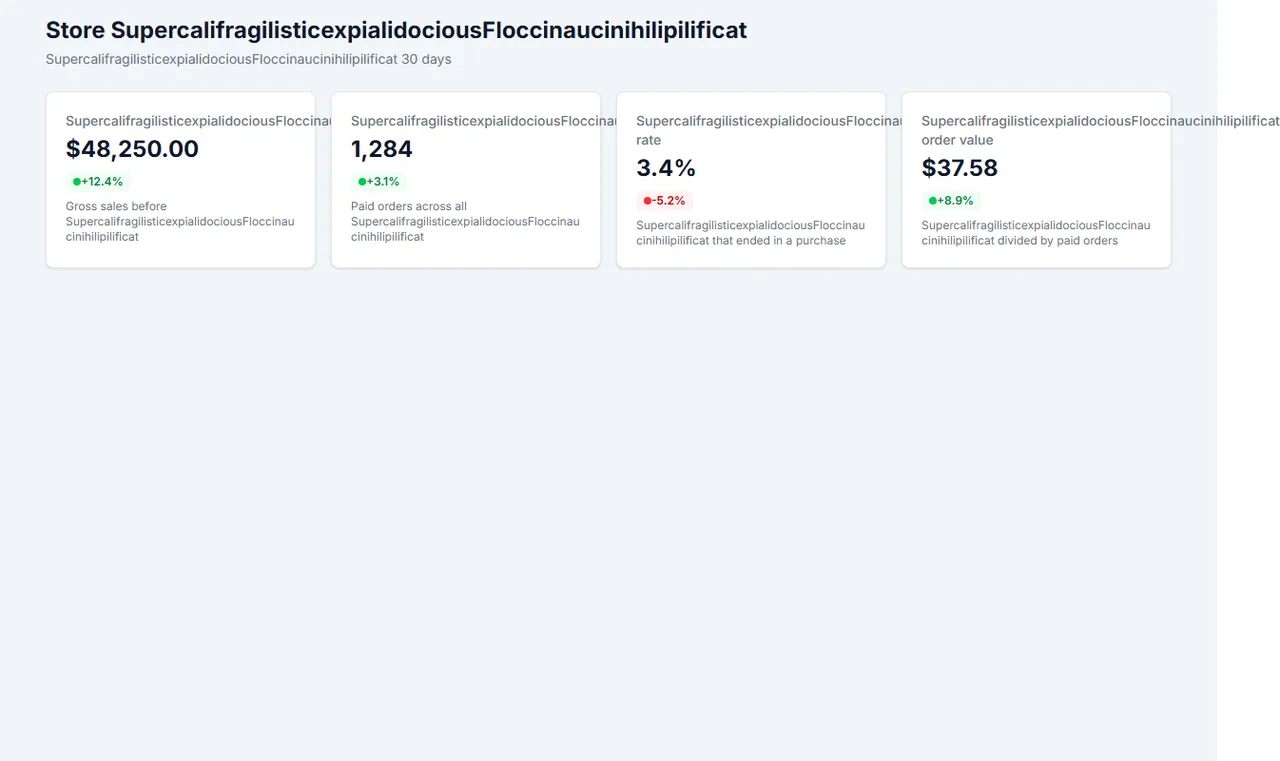 Store SupercalifragilisticexpialidociousFloccinaucinihilipilificat
SupercalifragilisticexpialidociousFloccinaucinihilipilificat 30 days
SupercalifragilisticexpialidociousFloccinau
$48,250.00
+12.4%
Gross sales before
SupercalifragilisticexpialidociousFloccinau
cinihilipilificat
SupercalifragilisticexpialidociousFloccinau
1,284
+3.1%
Paid orders across all
SupercalifragilisticexpialidociousFloccinau
cinihilipilificat
SupercalifragilisticexpialidociousFloccinau
rate
3.4%
-5.2%
SupercalifragilisticexpialidociousFloccinau
cinihilipilificat that ended in a purchase
SupercalifragilisticexpialidociousFloccinaucinihilipilificat
order value
$37.58
+8.9%
SupercalifragilisticexpialidociousFloccinau
cinihilipilificat divided by paid orders